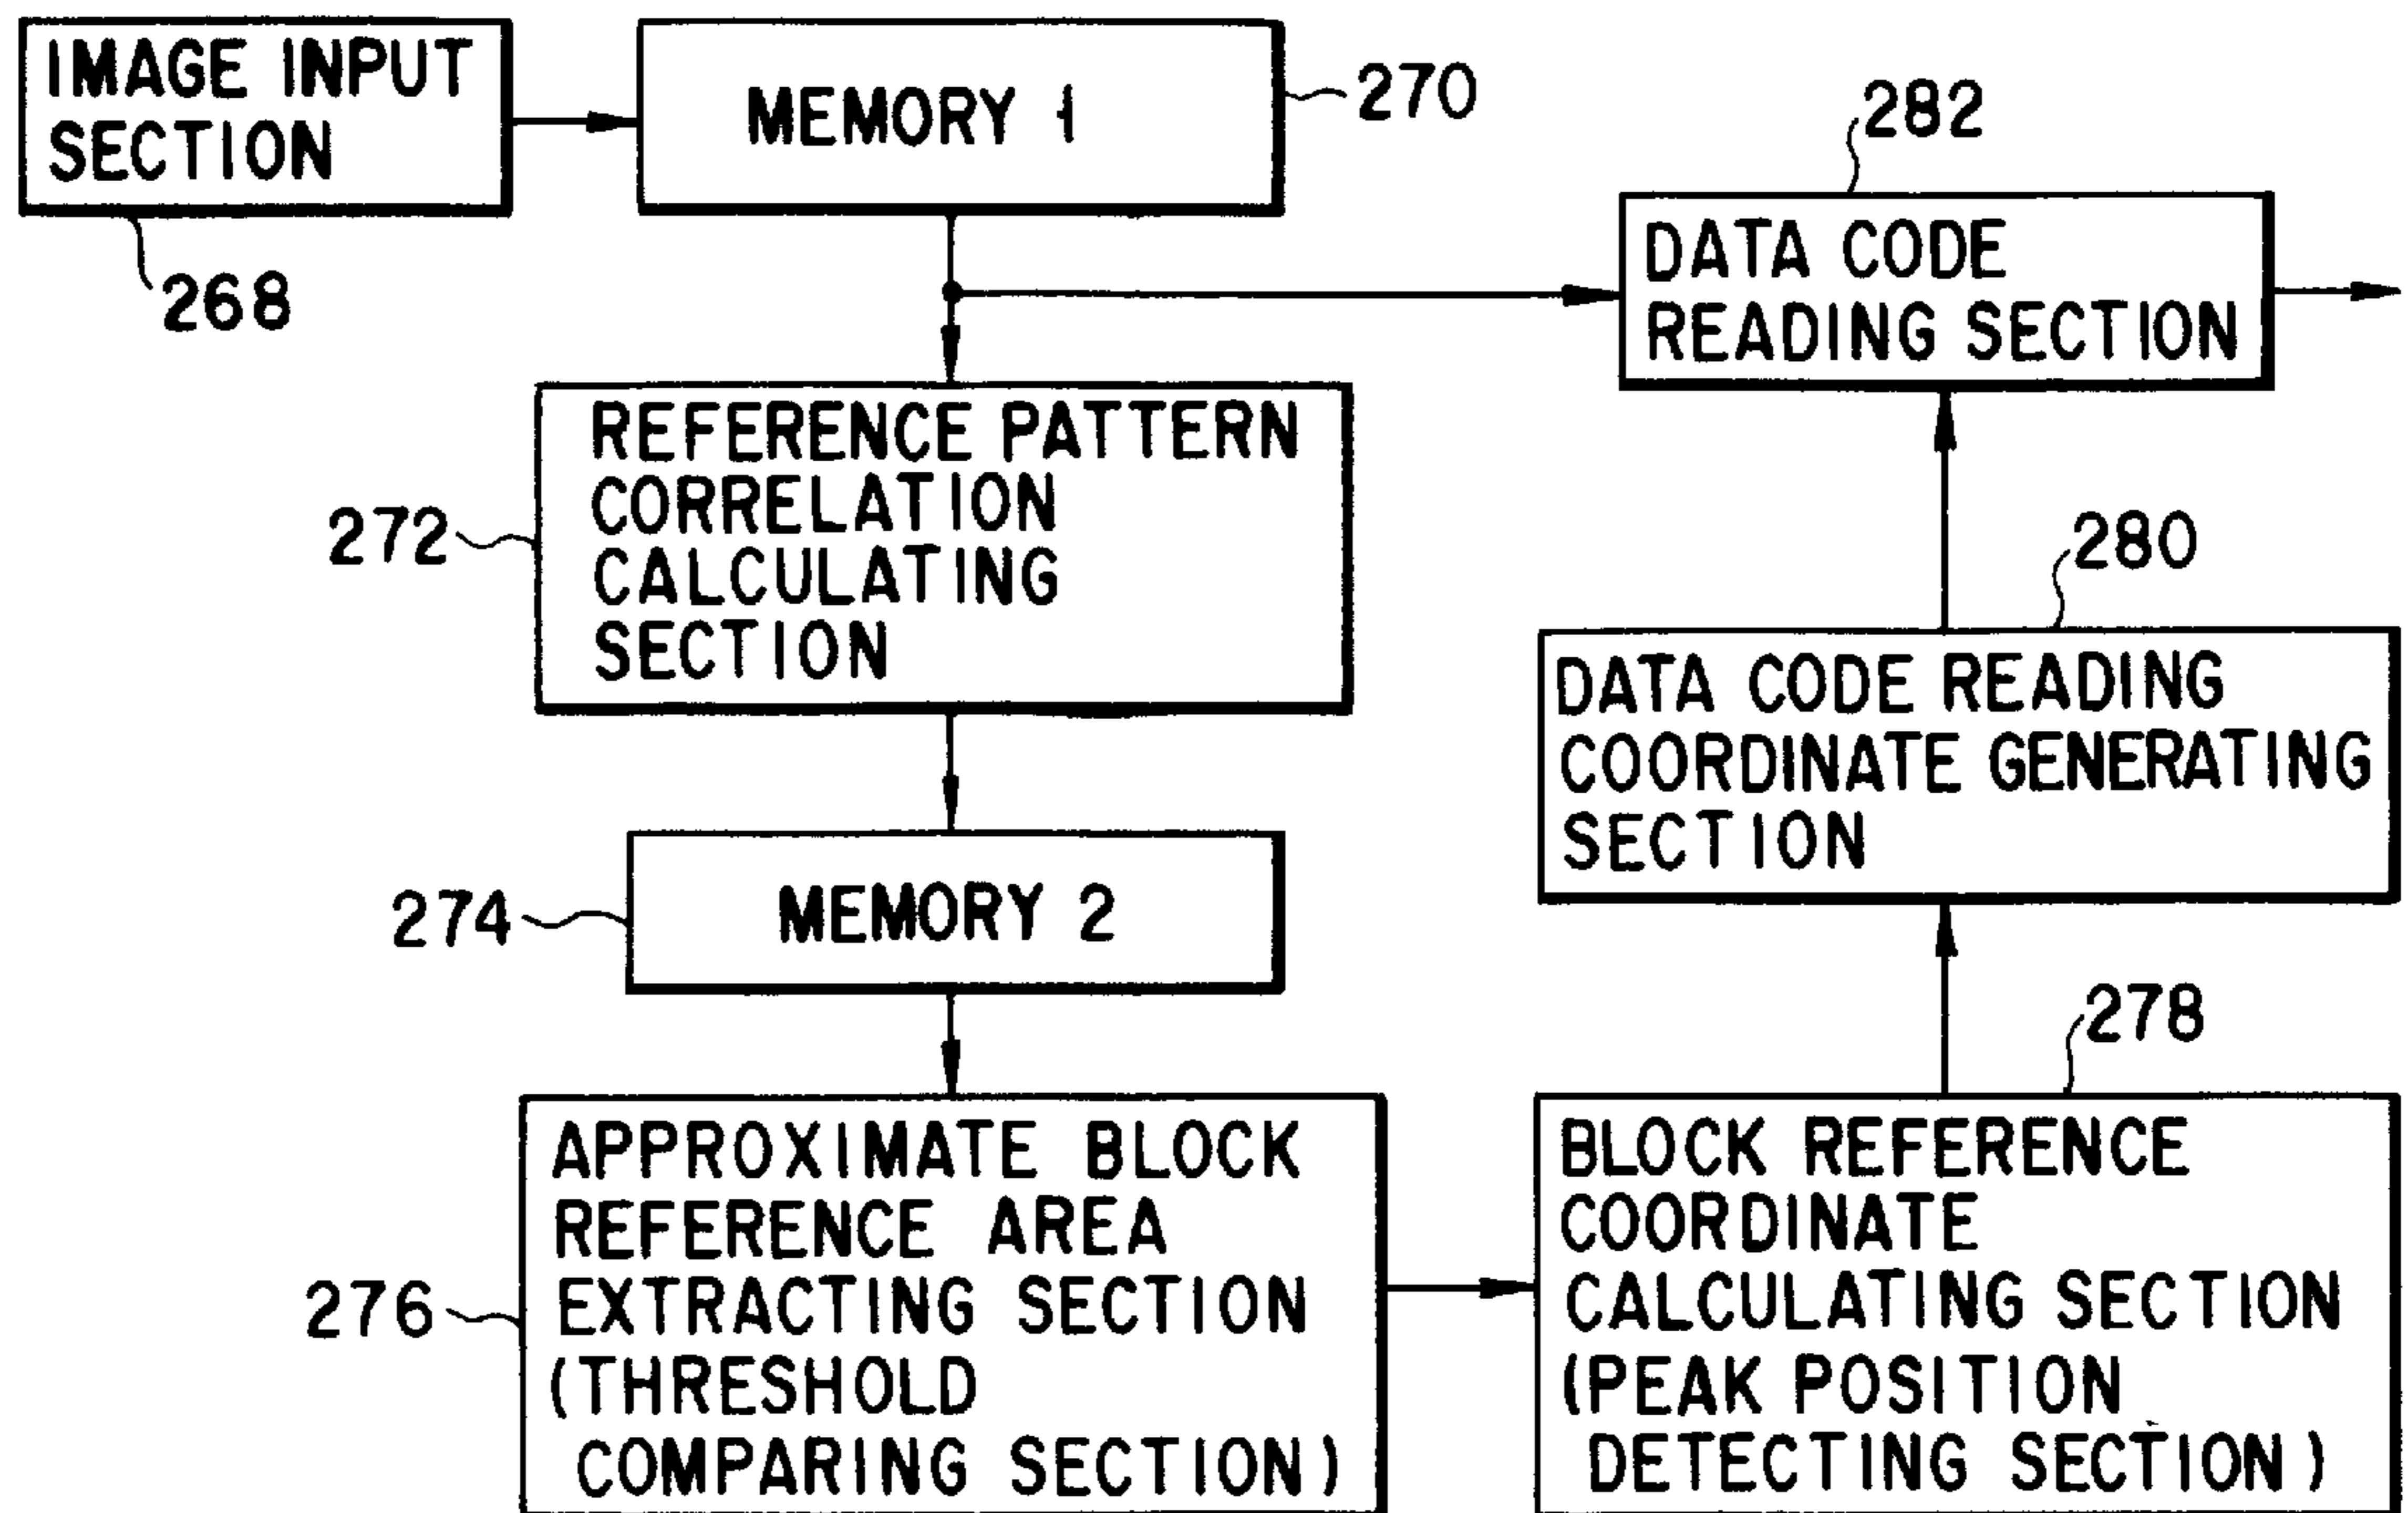 IMAGE INPUT
SECTION
268
MEMORY 1
270
282
DATA CODE
READING SECTION
REFERENCE PATTERN
CORRELATION
CALCULATING
SECTION
272
280
DATA CODE READING
COORDINATE GENERATING
SECTION
MEMORY 2
274
278
APPROXIMATE BLOCK
REFERENCE AREA
EXTRACTING SECTION
(THRESHOLD
COMPARING SECTION)
276
BLOCK REFERENCE
COORDINATE
CALCULATING SECTION
(PEAK POSITION
DETECTING SECTION)